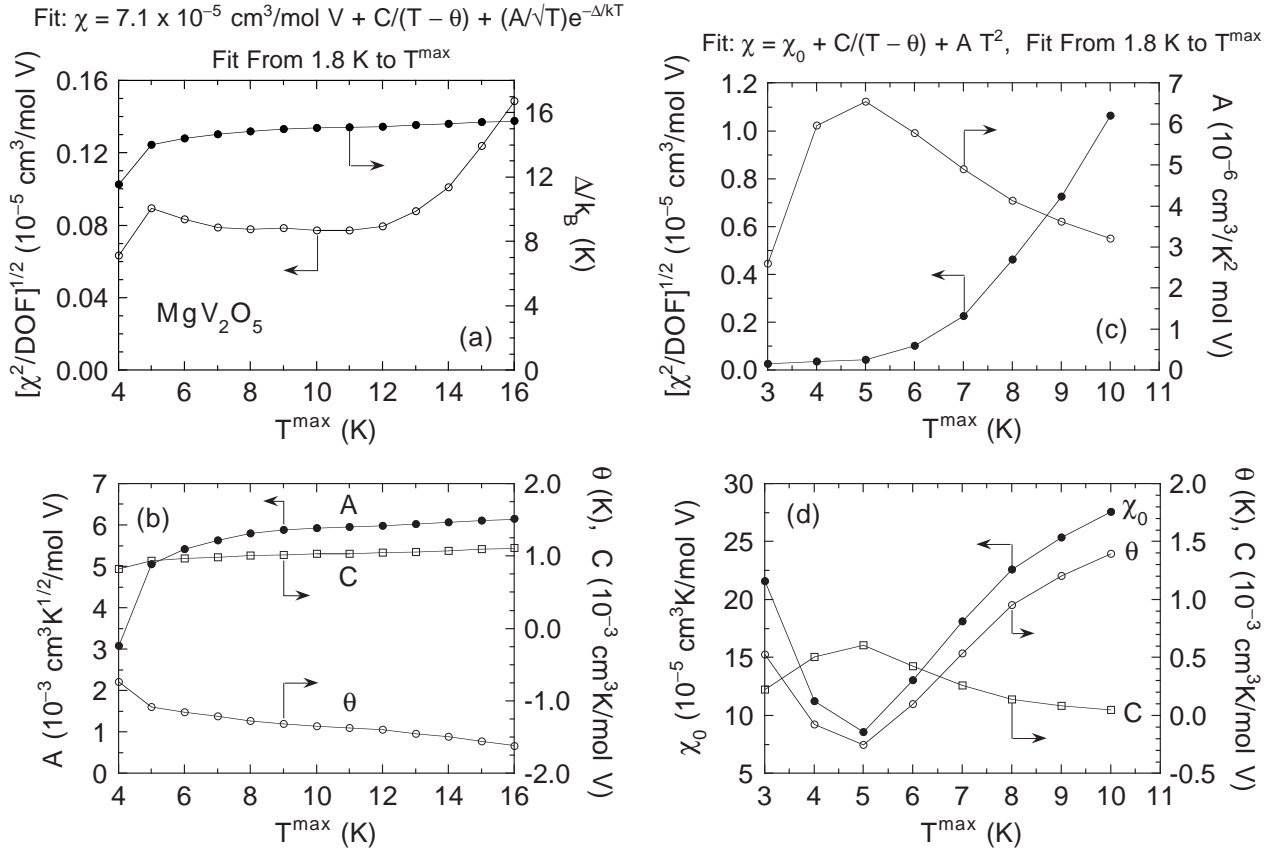 Fit: χ = 7.1 x 10⁻⁵ cm³/mol V + C/(T – θ) + (A/√T)e^{–Δ/kT}
Fit From 1.8 K to T^{max}
[χ²/DOF]^{1/2} (10⁻⁵ cm³/mol V)
0.16
0.12
0.08
0.04
0.00
16
12
8
4
0
Δ/k_B (K)
MgV₂O₅
(a)
4 6 8 10 12 14 16
T^{max} (K)
Fit: χ = χ₀ + C/(T – θ) + A T², Fit From 1.8 K to T^{max}
[χ²/DOF]^{1/2} (10⁻⁵ cm³/mol V)
1.2
1.0
0.8
0.6
0.4
0.2
0.0
7
6
5
4
3
2
1
0
A (10⁻⁶ cm³/K² mol V)
(c)
3 4 5 6 7 8 9 10 11
T^{max} (K)
A (10⁻³ cm³K^{1/2}/mol V)
7
6
5
4
3
2
1
0
2.0
1.0
0.0
-1.0
-2.0
θ (K), C (10⁻³ cm³K/mol V)
(b)
A
C
θ
4 6 8 10 12 14 16
T^{max} (K)
χ₀ (10⁻⁵ cm³K/mol V)
30
25
20
15
10
5
2.0
1.5
1.0
0.5
0.0
-0.5
θ (K), C (10⁻³ cm³K/mol V)
(d)
χ₀
θ
C
3 4 5 6 7 8 9 10 11
T^{max} (K)